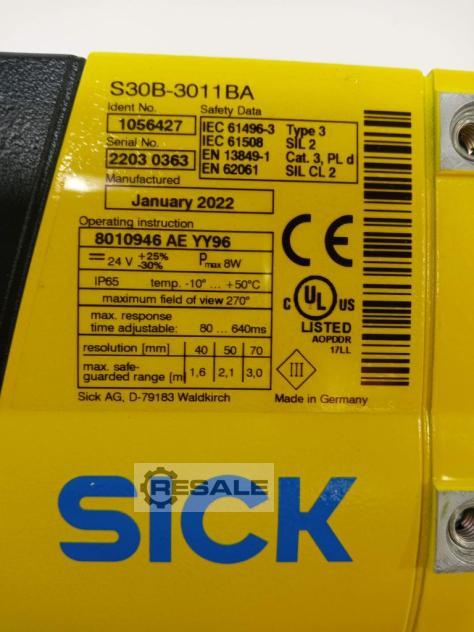 S30B-3011BA
Ident No. Safety Data
1056427
IEC 61496-3 Type 3
IEC 61508 SIL 2
EN 13849-1 Cat. 3, PL d
EN 62061 SIL CL 2
Serial No.
2203 0363
Manufactured
January 2022
Operating instruction
8010946 AE YY96
24 V +25% -30% Pmax 8W
IP65 temp. -10° ... +50°C
maximum field of view 270°
max. response
time adjustable: 80 ... 640ms
resolution [mm] 40 50 70
max. safe-
guarded range [m] 1,6 2,1 3,0
Sick AG, D-79183 Waldkirch
CE
C UL US
LISTED
AOPDDR
17LL
III
Made in Germany
RESALE
SICK